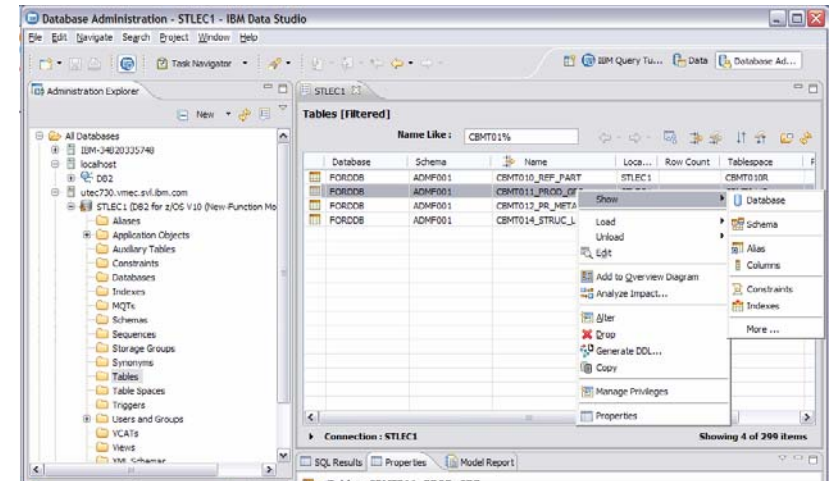 Database Administration - STLEC1 - IBM Data Studio
File Edit Navigate Search Project Window Help
Task Navigator
IBM Query Tu... Data Database Ad...
Administration Explorer
New
All Databases
IBM-34B20335748
localhost
DB2
utec730.vmec.svl.ibm.com
STLEC1 (DB2 for z/OS V10 (New-Function Mo
Aliases
Application Objects
Auxiliary Tables
Constraints
Databases
Indexes
MQTs
Schemas
Sequences
Storage Groups
Synonyms
Tables
Table Spaces
Triggers
Users and Groups
VCATs
Views
XML Schemas
STLEC1
Tables [Filtered]
Name Like : CBMT01%
Database Schema Name Loca... Row Count Tablespace
FORDDB ADMF001 CBMT010_REF_PART STLEC1 CBMT010R
FORDDB ADMF001 CBMT011_PROD_OFF
FORDDB ADMF001 CBMT012_PR_META
FORDDB ADMF001 CBMT014_STRUC_L
Show
Load
Unload
Edit
Add to Overview Diagram
Analyze Impact...
Alter
Drop
Generate DDL...
Copy
Manage Privileges
Properties
Database
Schema
Alias
Columns
Constraints
Indexes
More ...
Connection : STLEC1
Showing 4 of 299 items
SQL Results Properties Model Report